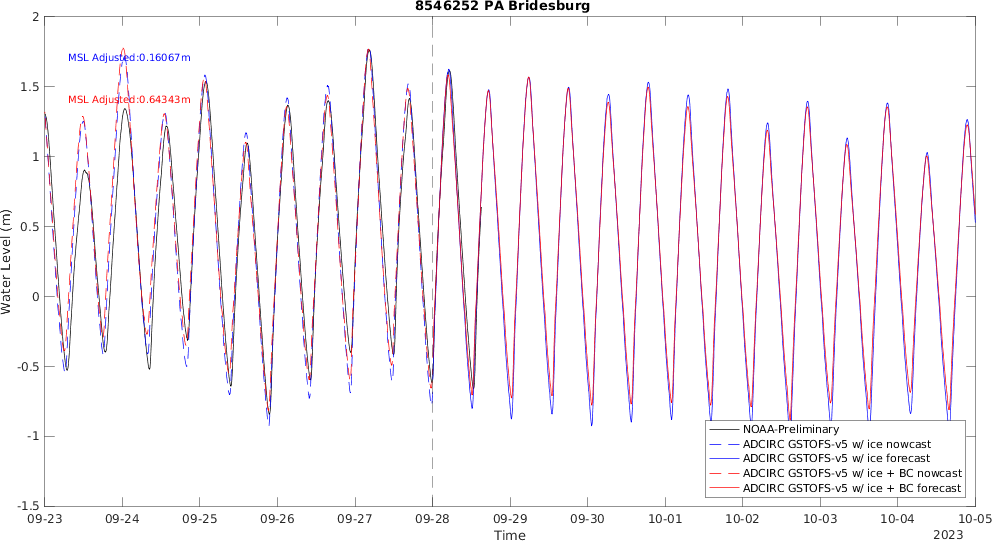 8546252 PA Bridesburg
MSL Adjusted:0.16067m
MSL Adjusted:0.64343m
Water Level (m)
2
1.5
1
0.5
0
-0.5
-1
-1.5
NOAA-Preliminary
ADCIRC GSTOFS-v5 w/ ice nowcast
ADCIRC GSTOFS-v5 w/ ice forecast
ADCIRC GSTOFS-v5 w/ ice + BC nowcast
ADCIRC GSTOFS-v5 w/ ice + BC forecast
09-23 09-24 09-25 09-26 09-27 09-28 09-29 09-30 10-01 10-02 10-03 10-04 10-05
Time
2023